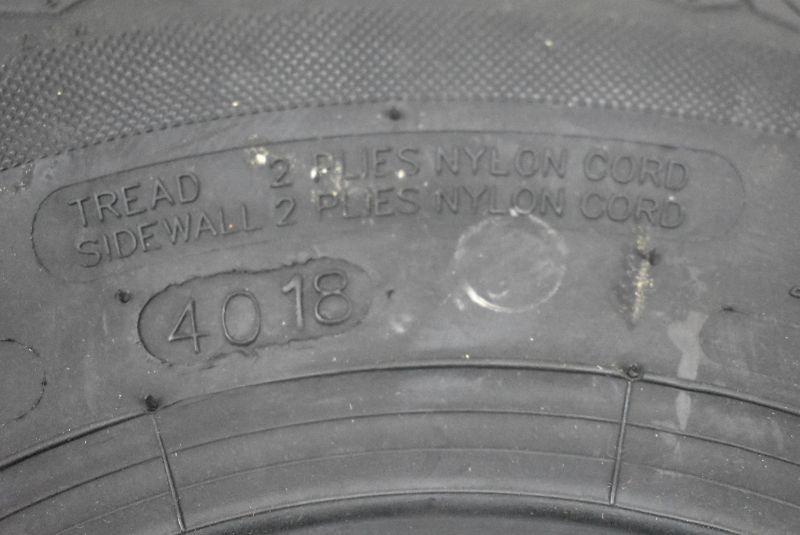 TREAD 2 PLIES NYLON CORD
SIDEWALL 2 PLIES NYLON CORD
4018